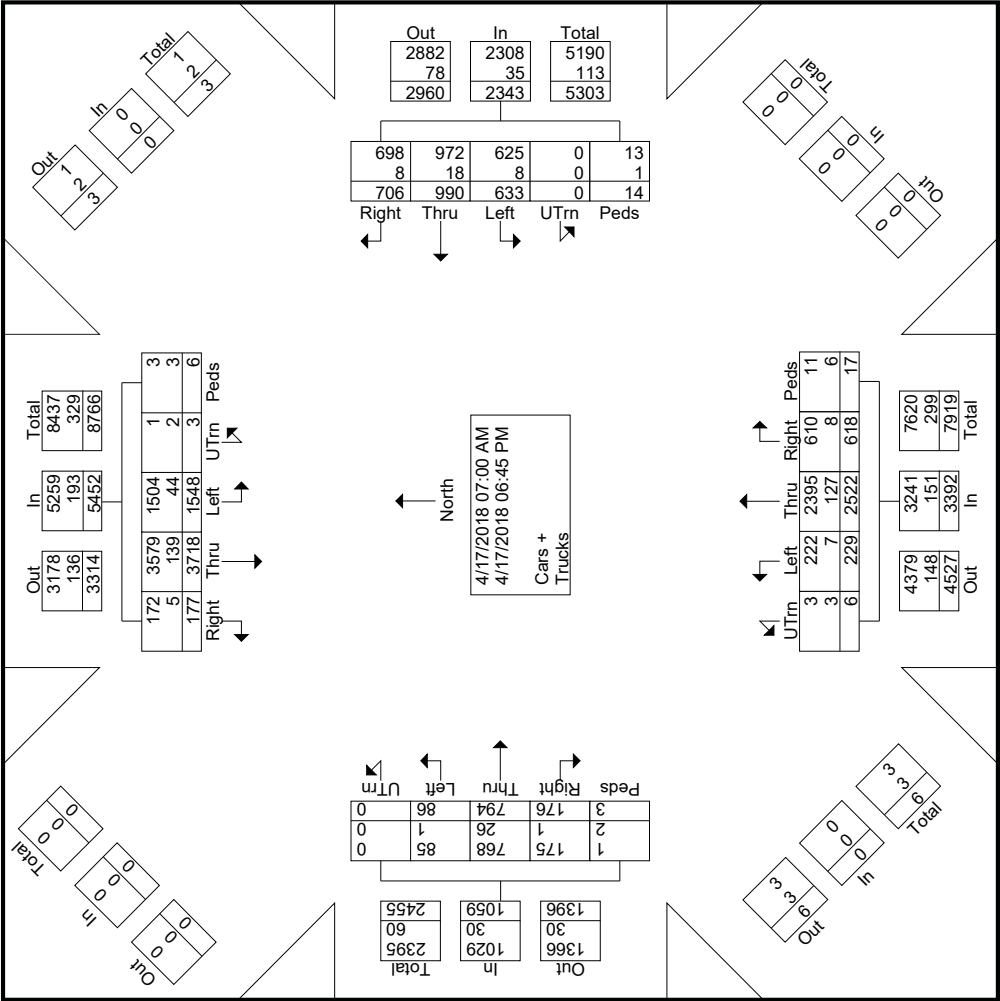 Out In Total
2882 2308 5190
78 35 113
2960 2343 5303
698 972 625 0 13
8 18 8 0 1
706 990 633 0 14
Right Thru Left UTrn Peds
Total
1
2
3
In
0
0
0
Out
1
2
3
Total
0
0
0
In
0
0
0
Out
0
0
0
Total
8437
329
8766
In
5259
193
5452
Out
3178
136
3314
3 1 1504 3579 172
3 2 44 139 5
6 3 1548 3718 177
Peds UTrn Left Thru Right
North
4/17/2018 07:00 AM
4/17/2018 06:45 PM
Cars +
Trucks
Peds Right Thru Left UTrn
11 610 2395 222 3
6 8 127 7 3
17 618 2522 229 6
7620
299
7919
Total
3241
151
3392
In
4379
148
4527
Out
UTrn Left Thru Right Peds
0 86 794 176 3
0 1 26 1 2
0 85 768 175 1
2455 1059 1396
60 30 30
2395 1029 1366
Total In Out
0
0
0
Total
0
0
0
In
0
0
0
Out
3
3
6
Total
0
0
0
In
3
3
6
Out